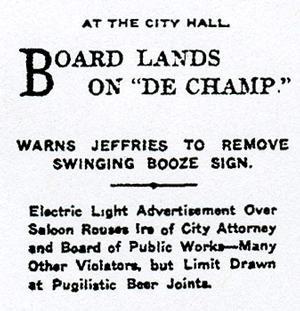 AT THE CITY HALL.
BOARD LANDS
ON "DE CHAMP."
WARNS JEFFRIES TO REMOVE
SWINGING BOOZE SIGN.
Electric Light Advertisement Over
Saloon Rouses Ire of City Attorney
and Board of Public Works—Many
Other Violators, but Limit Drawn
at Pugilistic Beer Joints.